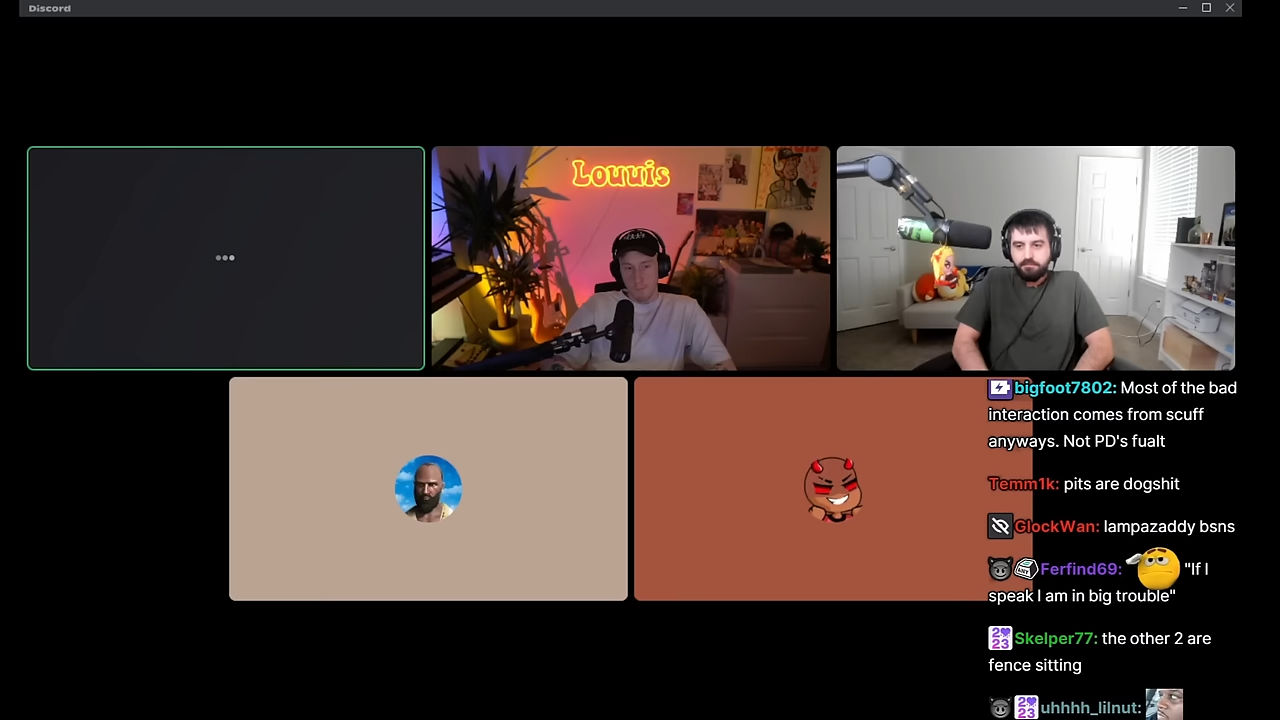 Discord
Louuis
bigfoot7802: Most of the bad
interaction comes from scuff
anyways. Not PD's fualt
Temm1k: pits are dogshit
GlockWan: lampazaddy bsns
Ferfind69: "If I
speak I am in big trouble"
Skelper77: the other 2 are
fence sitting
uhhhh_lilnut: